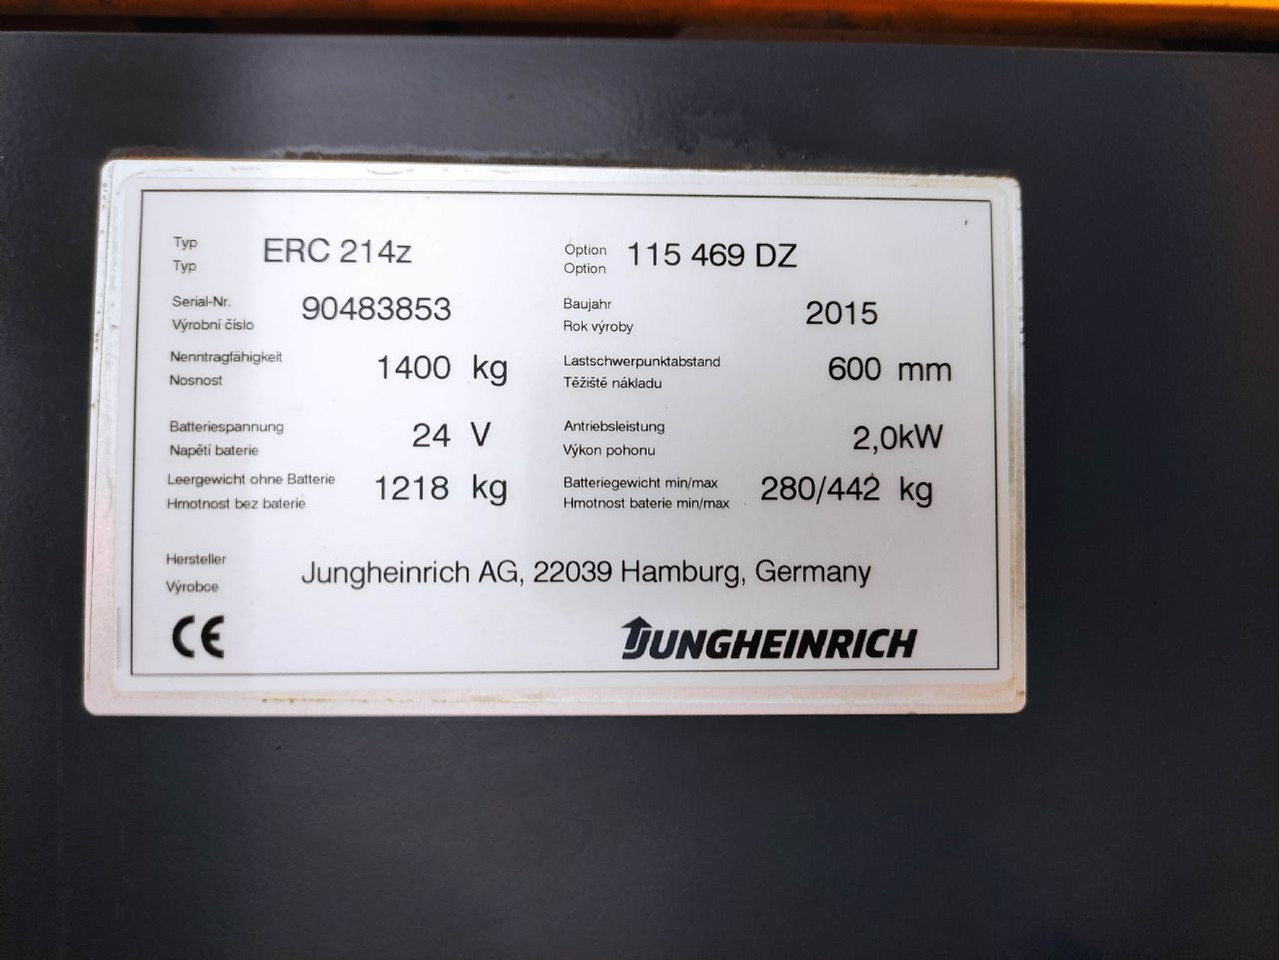 Typ ERC 214z Option 115 469 DZ
Typ Option
Serial-Nr. 90483853 Baujahr 2015
Výrobní číslo Rok výroby
Nenntragfähigkeit 1400 kg Lastschwerpunktabstand 600 mm
Nosnost Těžiště nákladu
Batteriespannung 24 V Antriebsleistung 2,0kW
Napětí baterie Výkon pohonu
Leergewicht ohne Batterie 1218 kg Batteriegewicht min/max 280/442 kg
Hmotnost bez baterie Hmotnost baterie min/max
Hersteller Jungheinrich AG, 22039 Hamburg, Germany
Výrobce
CE JUNGHEINRICH